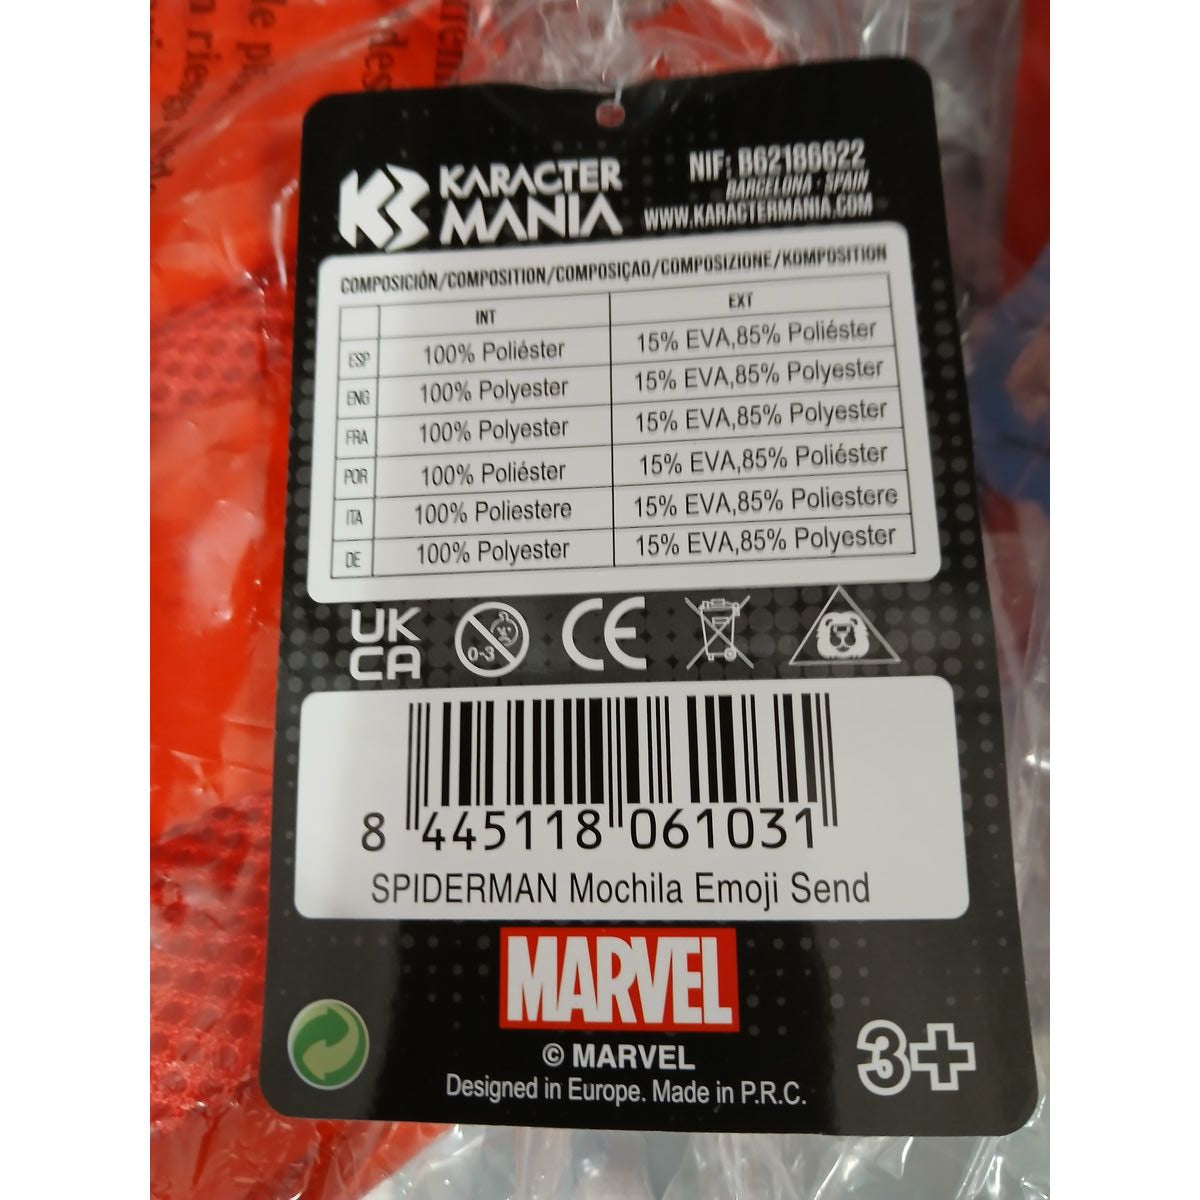 KARACTER
MANIA
NIF: B62186622
BARCELONA · SPAIN
WWW.KARACTERMANIA.COM
COMPOSICIÓN/COMPOSITION/COMPOSIÇAO/COMPOSIZIONE/KOMPOSITION
INT EXT
ESP 100% Poliéster 15% EVA,85% Poliéster
ENG 100% Polyester 15% EVA,85% Polyester
FRA 100% Polyester 15% EVA,85% Polyester
POR 100% Poliéster 15% EVA,85% Poliéster
ITA 100% Poliestere 15% EVA,85% Poliestere
DE 100% Polyester 15% EVA,85% Polyester
UK
CA
0-3
CE
8 445118 061031
SPIDERMAN Mochila Emoji Send
MARVEL
© MARVEL
Designed in Europe. Made in P.R.C.
3+